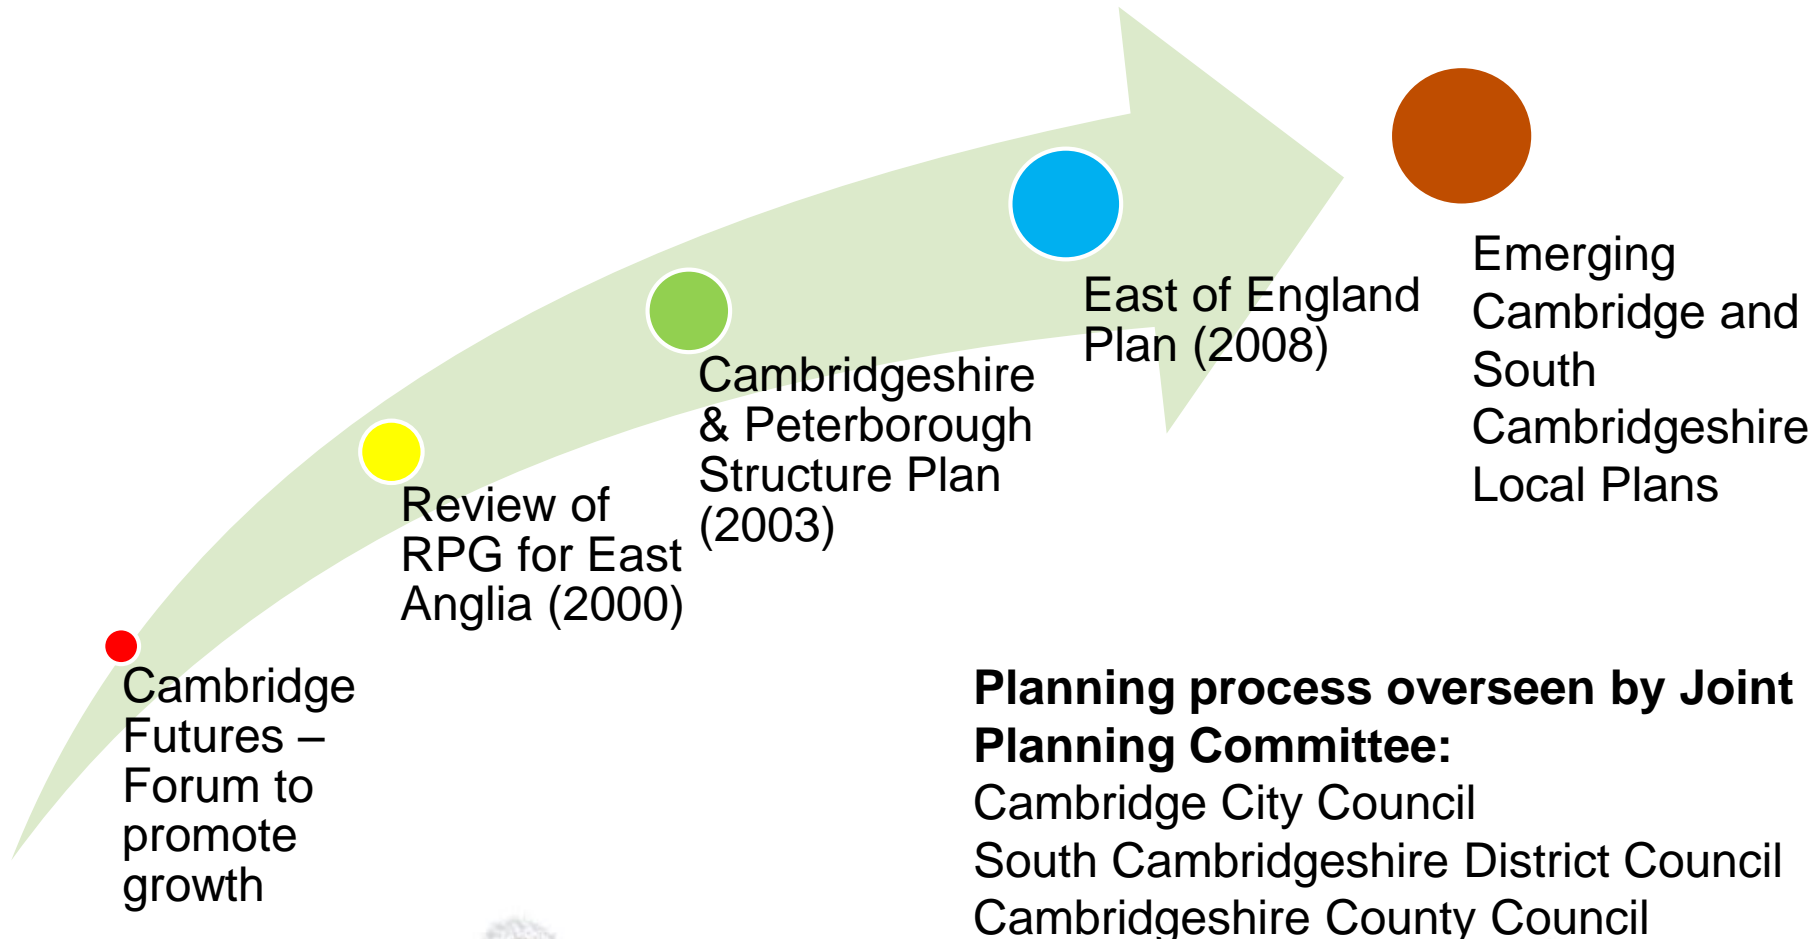 Cambridge
Futures –
Forum to
promote
growth
Review of
RPG for East
Anglia (2000)
Cambridgeshire
& Peterborough
Structure Plan
(2003)
East of England
Plan (2008)
Emerging
Cambridge and
South
Cambridgeshire
Local Plans
Planning process overseen by Joint
Planning Committee:
Cambridge City Council
South Cambridgeshire District Council
Cambridgeshire County Council